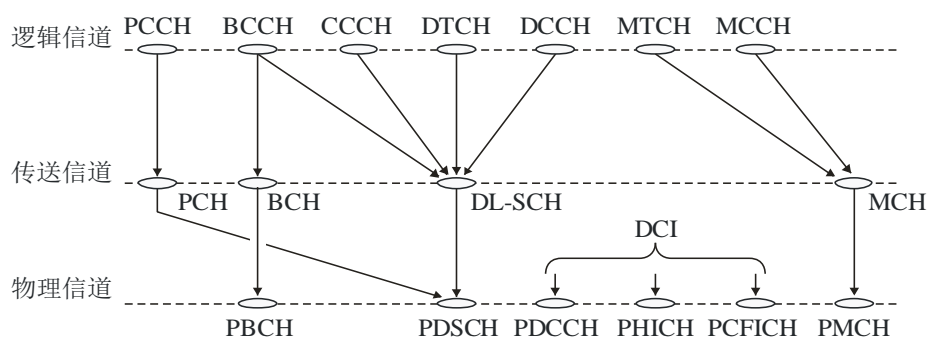 逻辑信道 PCCH BCCH CCCH DTCH DCCH MTCH MCCH
传送信道
PCH BCH DL-SCH MCH
DCI
物理信道
PBCH PDSCH PDCCH PHICH PCFICH PMCH